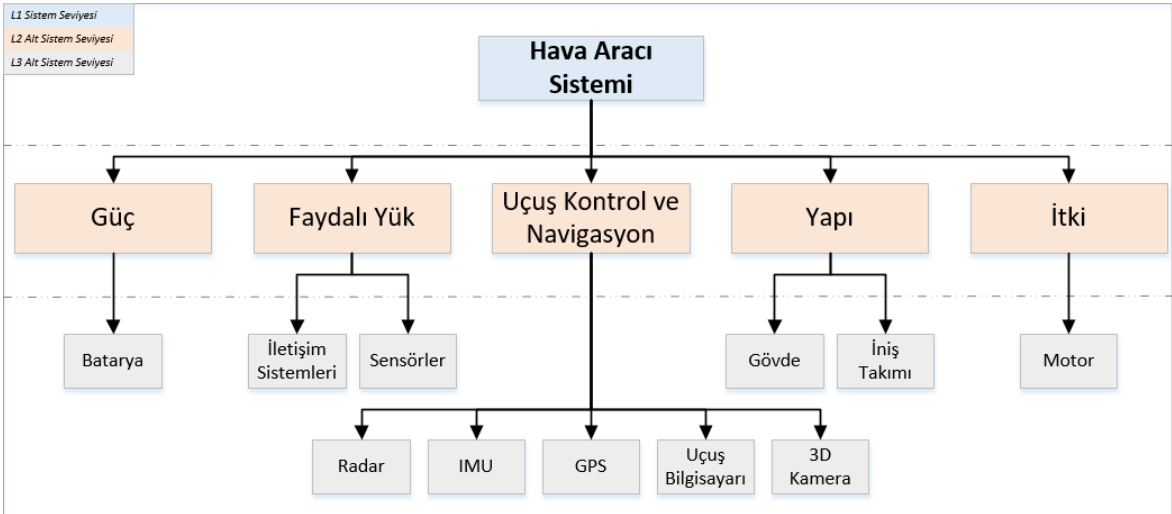 L1 Sistem Seviyesi
L2 Alt Sistem Seviyesi
L3 Alt Sistem Seviyesi
Hava Aracı
Sistemi
Güç
Faydalı Yük
Uçuş Kontrol ve
Navigasyon
Yapı
İtki
Batarya
İletişim
Sistemleri
Sensörler
Gövde
İniş
Takımı
Motor
Radar
IMU
GPS
Uçuş
Bilgisayarı
3D
Kamera